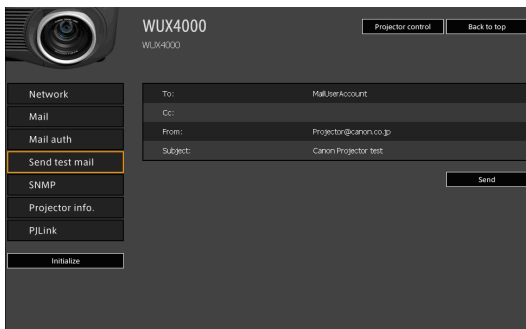 WUX4000
WUX4000
Projector control
Back to top
Network
Mail
Mail auth
Send test mail
SNMP
Projector info.
PJLink
Initialize
To: MailUserAccount
Cc:
From: Projector@canon.co.jp
Subject: Canon Projector test
Send